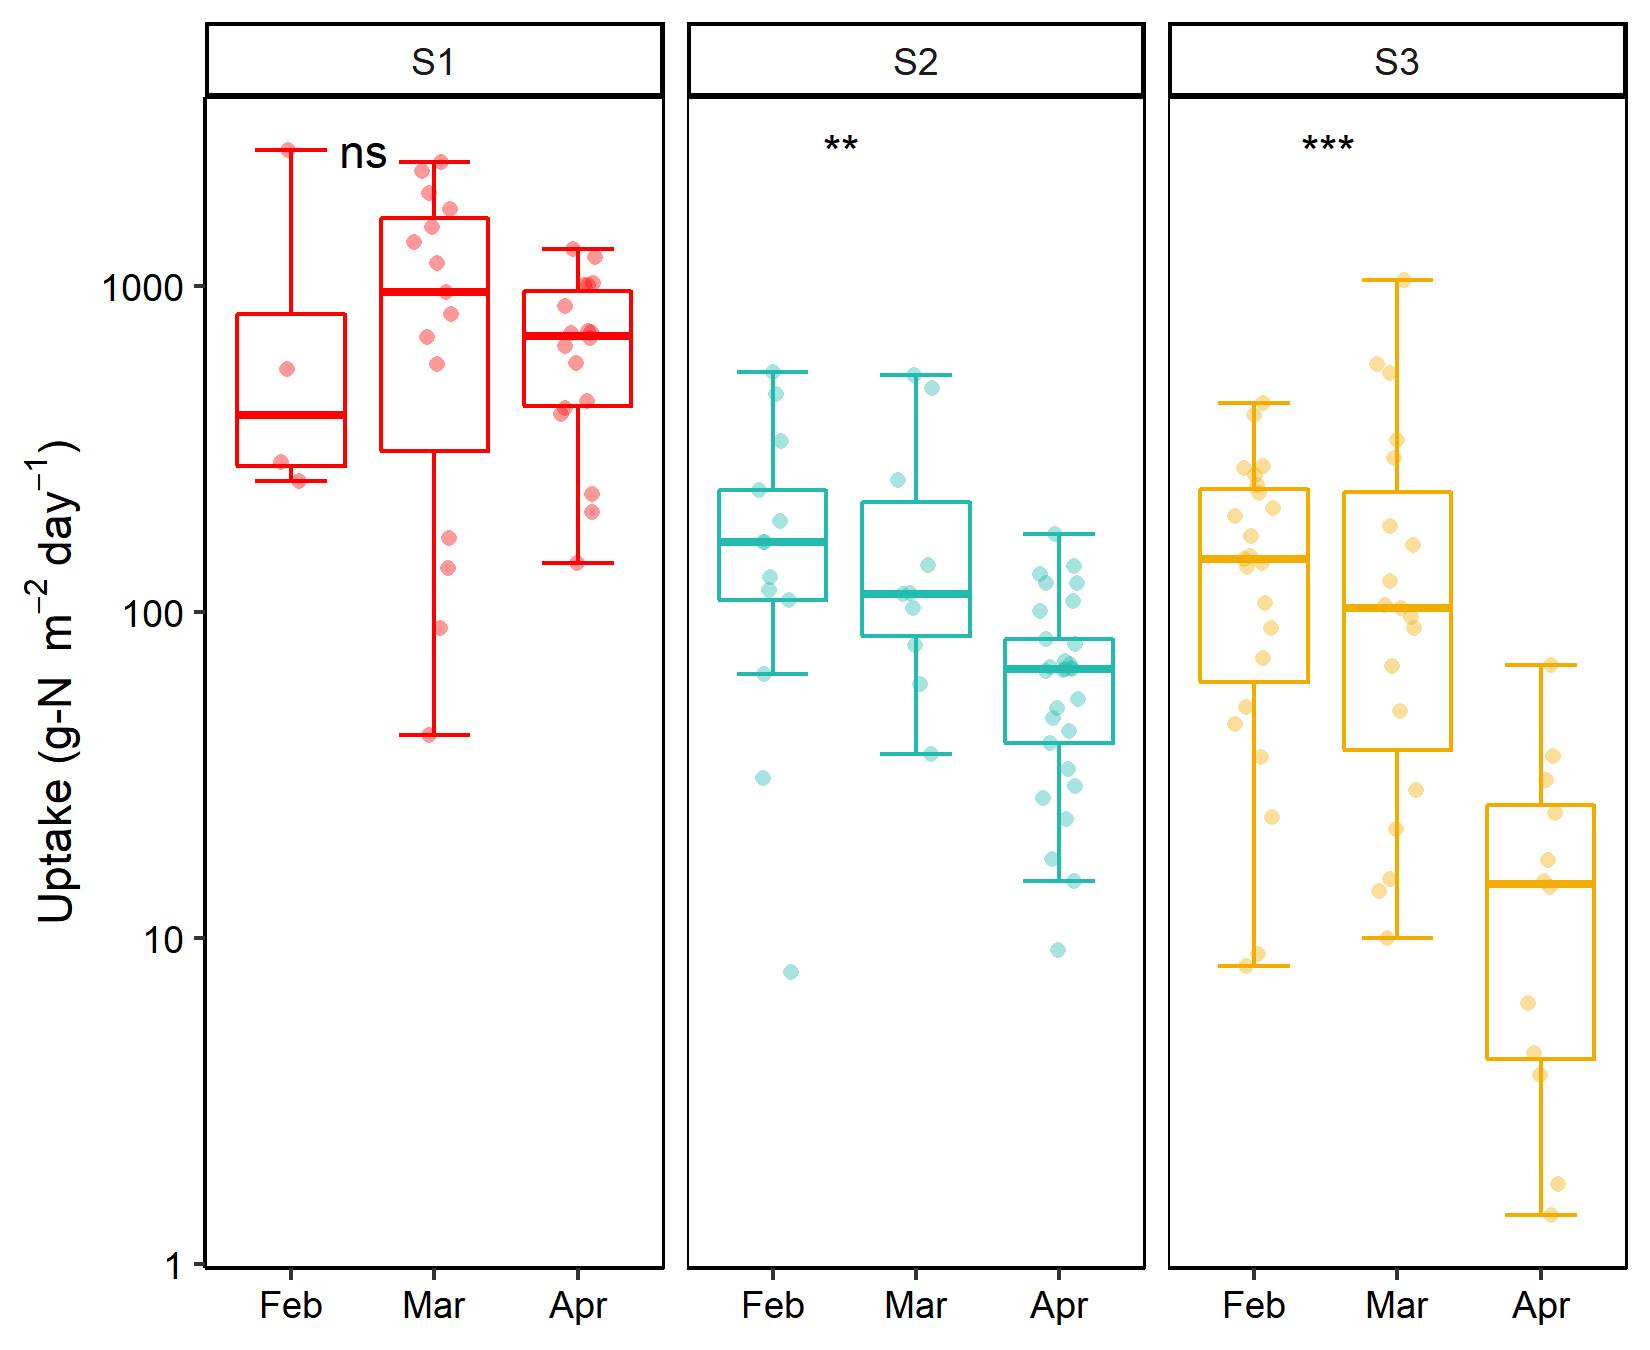 S1 S2 S3
ns ** ***
Uptake (g-N m⁻² day⁻¹)
1000
100
10
1
Feb Mar Apr Feb Mar Apr Feb Mar Apr